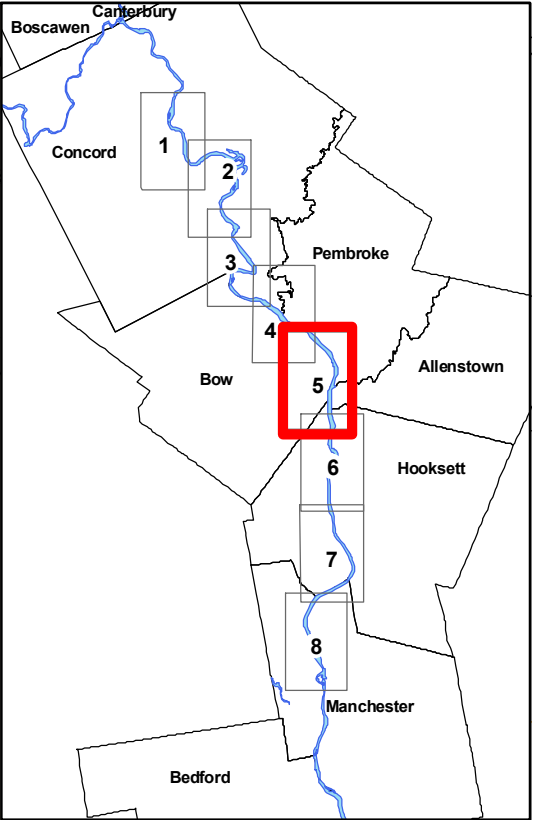 Canterbury
Boscawen
Concord
1
2
Pembroke
3
4
Allenstown
Bow
5
6
Hooksett
7
8
Manchester
Bedford